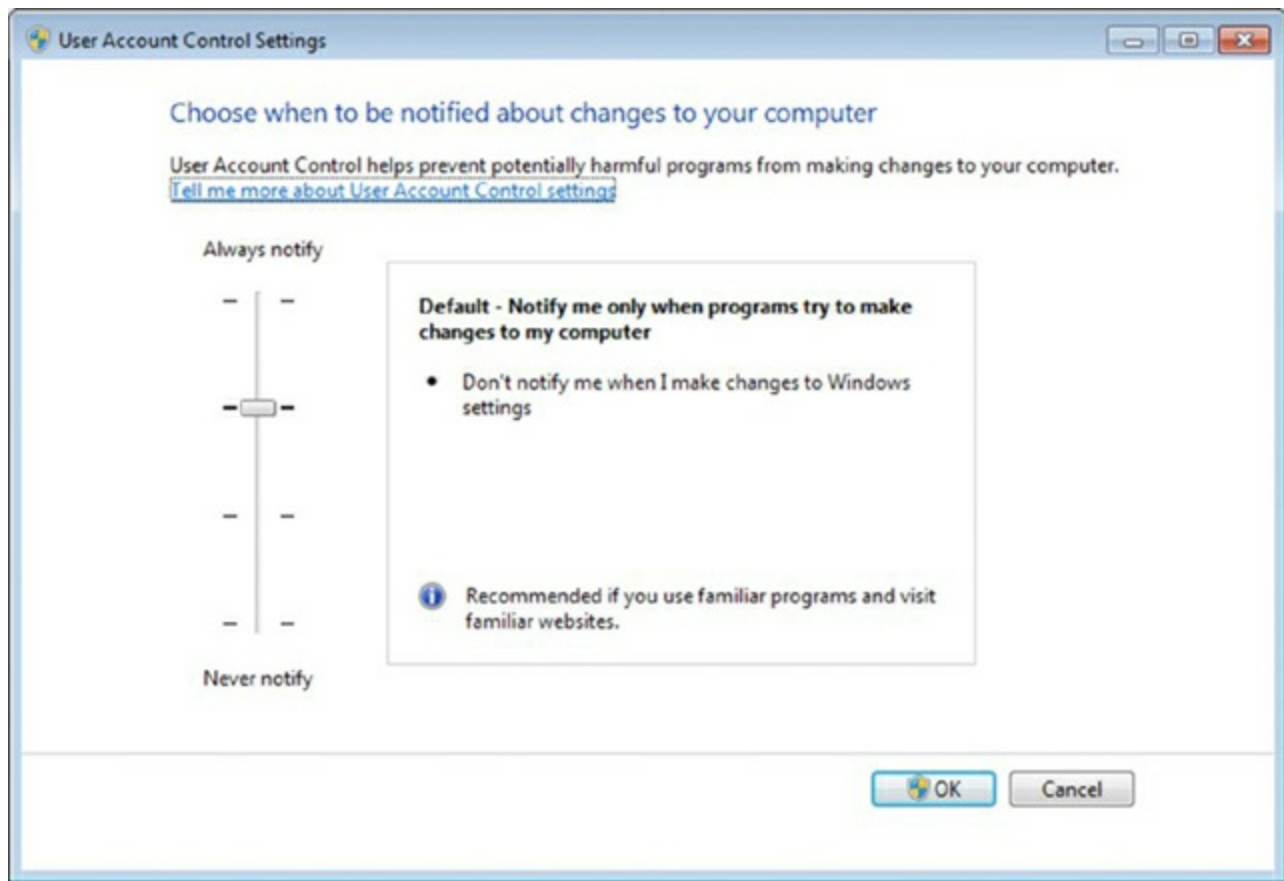 User Account Control Settings
Choose when to be notified about changes to your computer
User Account Control helps prevent potentially harmful programs from making changes to your computer.
Tell me more about User Account Control settings
Always notify
Default - Notify me only when programs try to make
changes to my computer
• Don't notify me when I make changes to Windows
settings
Recommended if you use familiar programs and visit
familiar websites.
Never notify
OK
Cancel